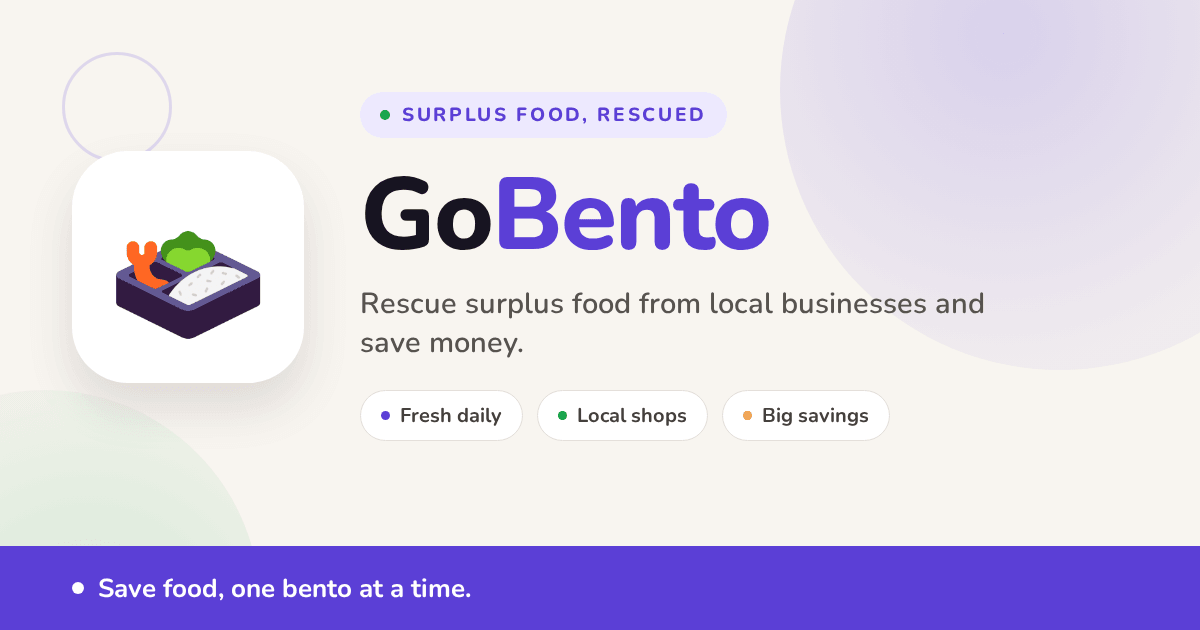 SURPLUS FOOD, RESCUED
GoBento
Rescue surplus food from local businesses and
save money.
Fresh daily
Local shops
Big savings
Save food, one bento at a time.